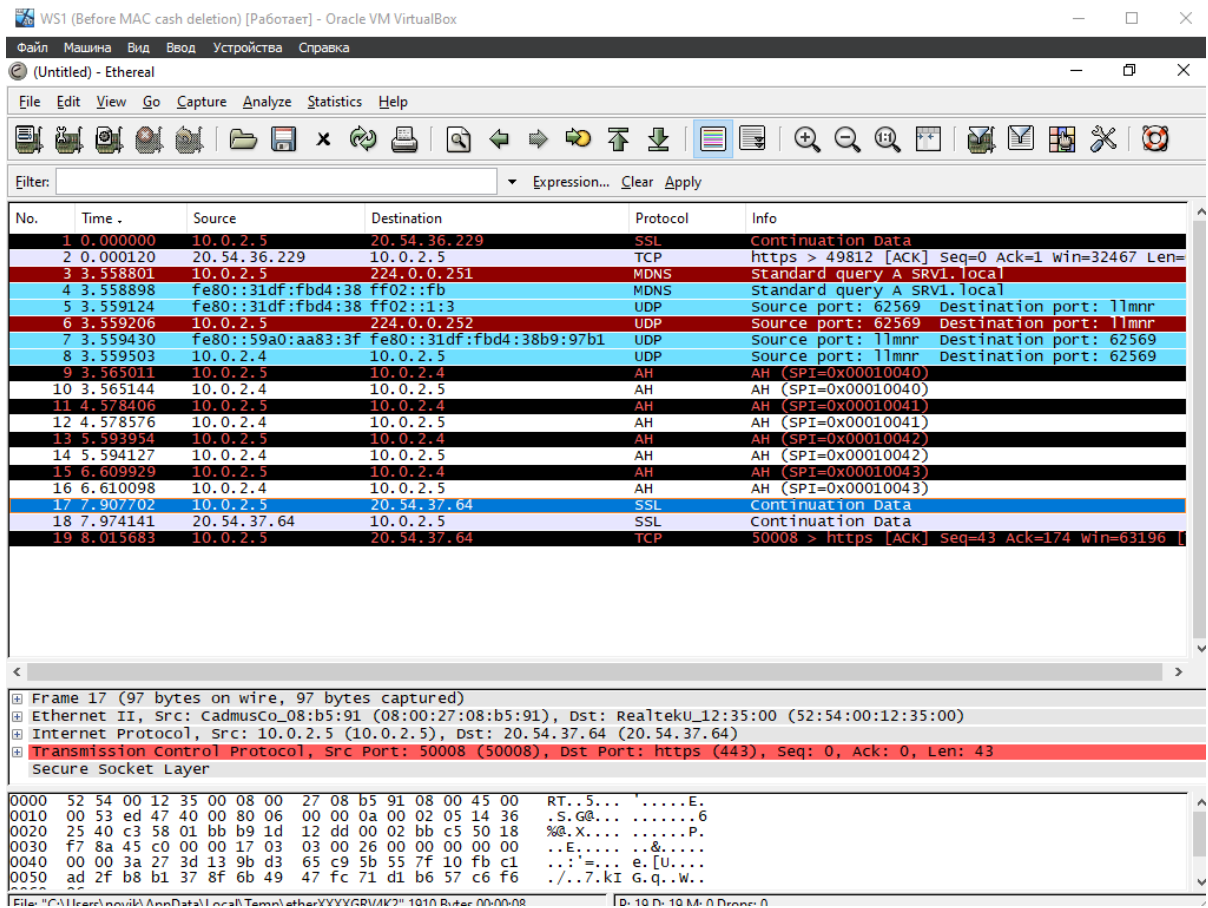 WS1 (Before MAC cash deletion) [Работает] - Oracle VM VirtualBox
Файл Машина Вид Ввод Устройства Справка
(Untitled) - Ethereal
File Edit View Go Capture Analyze Statistics Help
Filter: Expression... Clear Apply
No. Time Source Destination Protocol Info
1 0.000000 10.0.2.5 20.54.36.229 SSL Continuation Data
2 0.000120 20.54.36.229 10.0.2.5 TCP https > 49812 [ACK] Seq=0 Ack=1 Win=32467 Len=
3 3.558801 10.0.2.5 224.0.0.251 MDNS Standard query A SRV1.local
4 3.558898 fe80::31df:fbd4:38 ff02::fb MDNS Standard query A SRV1.local
5 3.559124 fe80::31df:fbd4:38 ff02::1:3 UDP Source port: 62569 Destination port: llmnr
6 3.559206 10.0.2.5 224.0.0.252 UDP Source port: 62569 Destination port: llmnr
7 3.559430 fe80::59a0:aa83:3f fe80::31df:fbd4:38b9:97b1 UDP Source port: llmnr Destination port: 62569
8 3.559503 10.0.2.4 10.0.2.5 UDP Source port: llmnr Destination port: 62569
9 3.565011 10.0.2.5 10.0.2.4 AH AH (SPI=0x00010040)
10 3.565144 10.0.2.4 10.0.2.5 AH AH (SPI=0x00010040)
11 4.578406 10.0.2.5 10.0.2.4 AH AH (SPI=0x00010041)
12 4.578576 10.0.2.4 10.0.2.5 AH AH (SPI=0x00010041)
13 5.593954 10.0.2.5 10.0.2.4 AH AH (SPI=0x00010042)
14 5.594127 10.0.2.4 10.0.2.5 AH AH (SPI=0x00010042)
15 6.609929 10.0.2.5 10.0.2.4 AH AH (SPI=0x00010043)
16 6.610098 10.0.2.4 10.0.2.5 AH AH (SPI=0x00010043)
17 7.907702 10.0.2.5 20.54.37.64 SSL Continuation Data
18 7.974141 20.54.37.64 10.0.2.5 SSL Continuation Data
19 8.015683 10.0.2.5 20.54.37.64 TCP 50008 > https [ACK] Seq=43 Ack=174 Win=63196 [
Frame 17 (97 bytes on wire, 97 bytes captured)
Ethernet II, Src: CadmusCo_08:b5:91 (08:00:27:08:b5:91), Dst: RealtekU_12:35:00 (52:54:00:12:35:00)
Internet Protocol, Src: 10.0.2.5 (10.0.2.5), Dst: 20.54.37.64 (20.54.37.64)
Transmission Control Protocol, Src Port: 50008 (50008), Dst Port: https (443), Seq: 0, Ack: 0, Len: 43
Secure Socket Layer
0000 52 54 00 12 35 00 08 00 27 08 b5 91 08 00 45 00 RT..5... '.....E.
0010 00 53 ed 47 40 00 80 06 00 00 0a 00 02 05 14 36 .S.G@... .......6
0020 25 40 c3 58 01 bb b9 1d 12 dd 00 02 bb c5 50 18 %@.X.... ......P.
0030 f7 8a 45 c0 00 00 17 03 03 00 26 00 00 00 00 00 ..E..... ..&.....
0040 00 00 3a 27 3d 13 9b d3 65 c9 5b 55 7f 10 fb c1 ..:'=... e.[U....
0050 ad 2f b8 b1 37 8f 6b 49 47 fc 71 d1 b6 57 c6 f6 ./..7.kI G.q..W..
File: "C:\Users\novik\AppData\Local\Temp\etherXXXXGRV4K2" 1910 Bytes 00:00:08 P: 19 D: 19 M: 0 Drops: 0